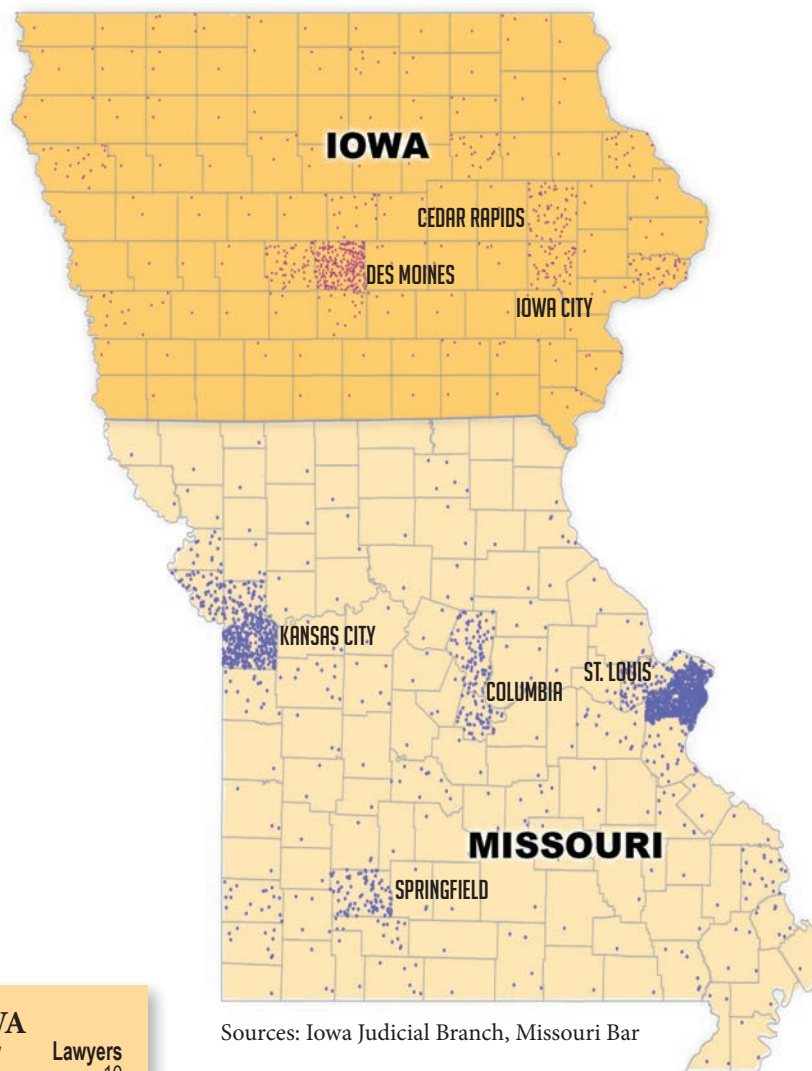 IOWA
CEDAR RAPIDS
DES MOINES
IOWA CITY
KANSAS CITY
ST. LOUIS
COLUMBIA
MISSOURI
SPRINGFIELD
Sources: Iowa Judicial Branch, Missouri Bar
Lawyers